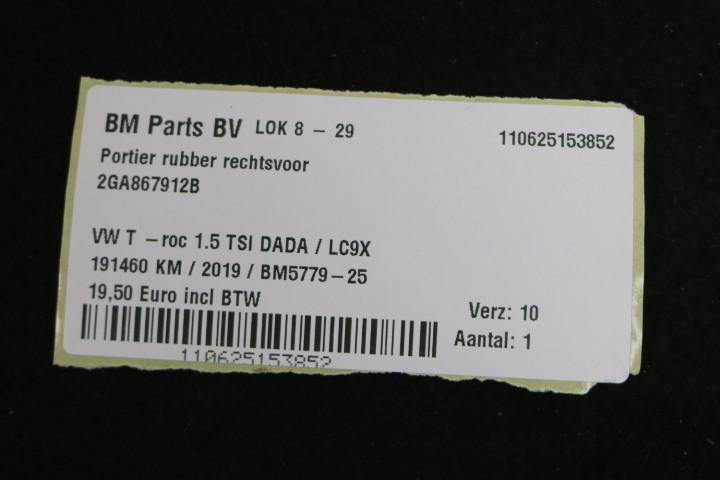 BM Parts BV LOK 8 - 29 110625153852
Portier rubber rechtsvoor
2GA867912B
VW T -roc 1.5 TSI DADA / LC9X
191460 KM / 2019 / BM5779-25
19,50 Euro incl BTW
Verz: 10
Aantal: 1
110625153852